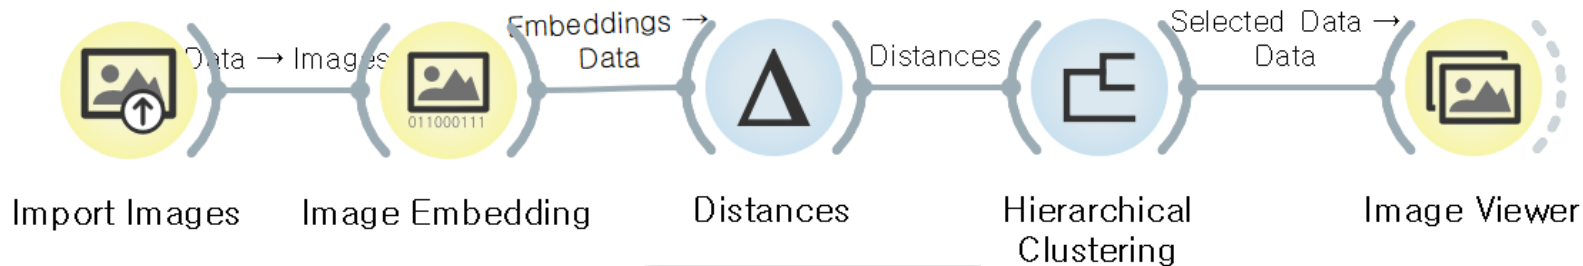 Data → Images
Embeddings →
Data
Distances
Selected Data →
Data
011000111
Import Images
Image Embedding
Distances
Hierarchical
Clustering
Image Viewer